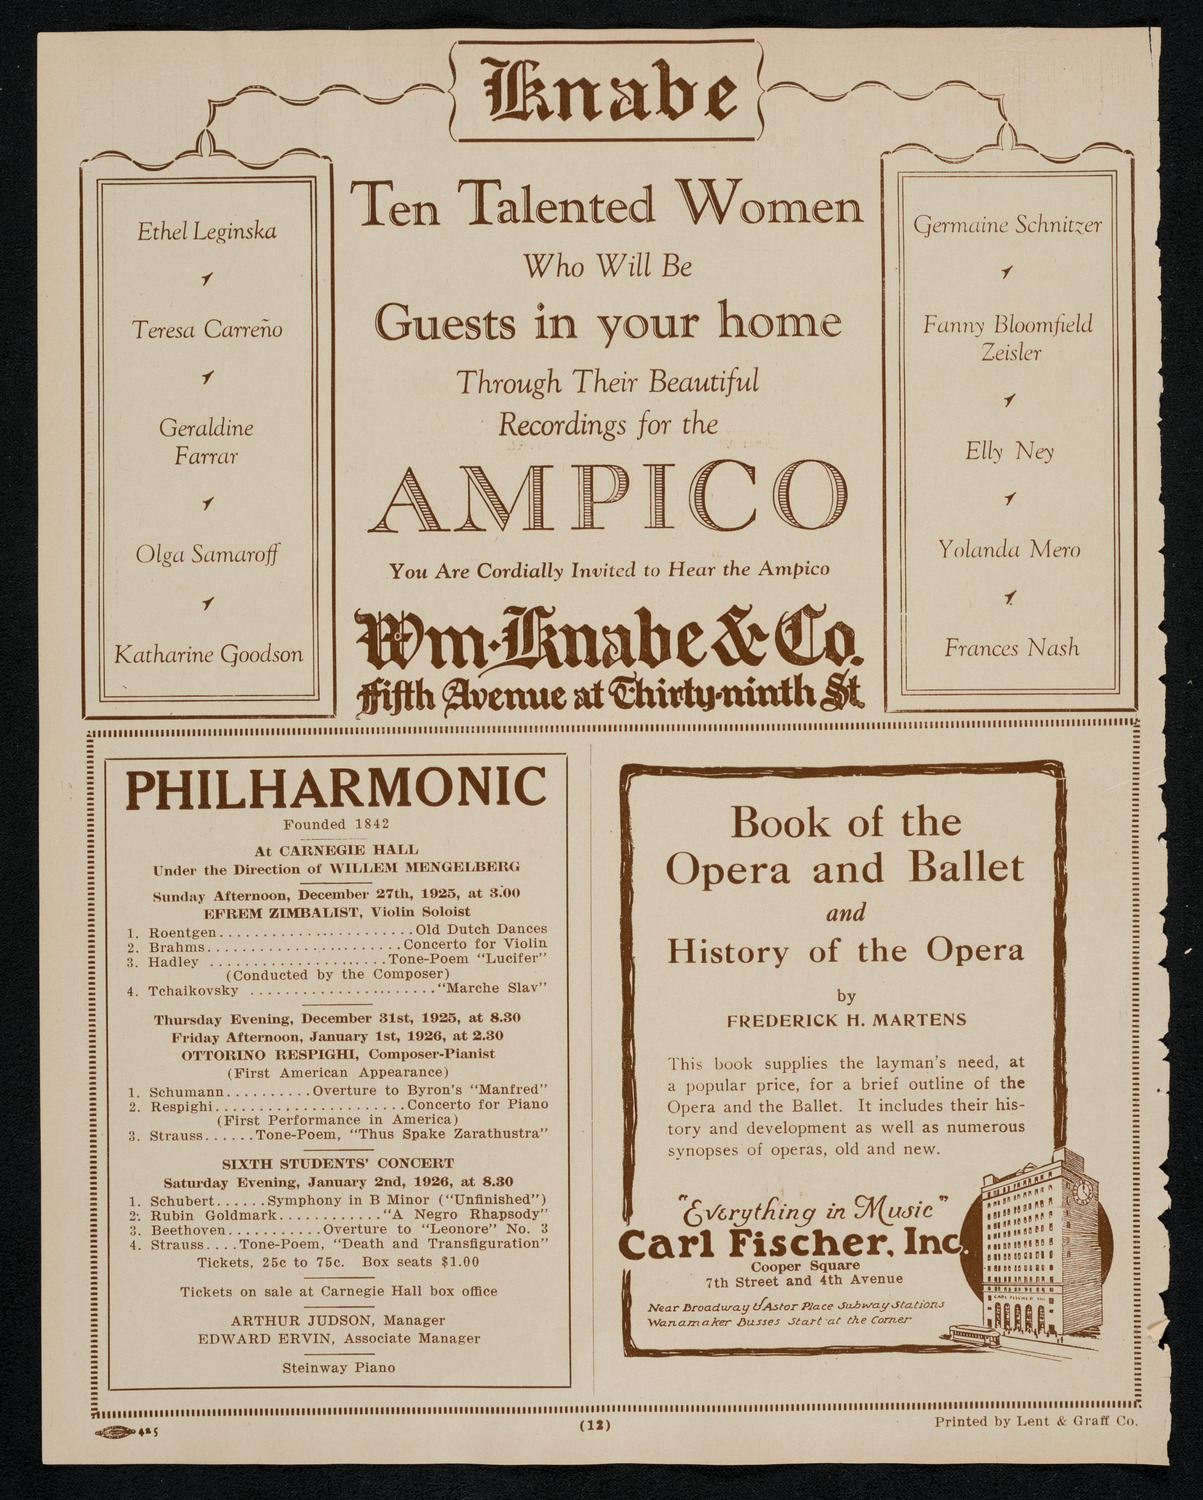 Knabe
Ethel Leginska
Teresa Carreño
Geraldine
Farrar
Olga Samaroff
Katharine Goodson
Ten Talented Women
Who Will Be
Guests in your home
Through Their Beautiful
Recordings for the
AMPICO
You Are Cordially Invited to Hear the Ampico
Wm. Knabe & Co.
Fifth Avenue at Thirty-ninth St.
Germaine Schnitzer
Fanny Bloomfield
Zeisler
Elly Ney
Yolanda Mero
Frances Nash
PHILHARMONIC
Founded 1842
At CARNEGIE HALL
Under the Direction of WILLEM MENGELBERG
Sunday Afternoon, December 27th, 1925, at 3.00
EFREM ZIMBALIST, Violin Soloist
1. Roentgen........................Old Dutch Dances
2. Brahms........................Concerto for Violin
3. Hadley ......................Tone-Poem "Lucifer"
(Conducted by the Composer)
4. Tchaikovsky ........................"Marche Slav"
Thursday Evening, December 31st, 1925, at 8.30
Friday Afternoon, January 1st, 1926, at 2.30
OTTORINO RESPIGHI, Composer-Pianist
(First American Appearance)
1. Schumann..........Overture to Byron's "Manfred"
2. Respighi.......................Concerto for Piano
(First Performance in America)
3. Strauss......Tone-Poem, "Thus Spake Zarathustra"
SIXTH STUDENTS' CONCERT
Saturday Evening, January 2nd, 1926, at 8.30
1. Schubert......Symphony in B Minor ("Unfinished")
2. Rubin Goldmark............"A Negro Rhapsody"
3. Beethoven...........Overture to "Leonore" No. 3
4. Strauss....Tone-Poem, "Death and Transfiguration"
Tickets, 25c to 75c. Box seats $1.00
Tickets on sale at Carnegie Hall box office
ARTHUR JUDSON, Manager
EDWARD ERVIN, Associate Manager
Steinway Piano
Book of the
Opera and Ballet
and
History of the Opera
by
FREDERICK H. MARTENS
This book supplies the layman's need, at
a popular price, for a brief outline of the
Opera and the Ballet. It includes their his-
tory and development as well as numerous
synopses of operas, old and new.
"Everything in Music"
Carl Fischer, Inc.
Cooper Square
7th Street and 4th Avenue
Near Broadway & Astor Place Subway Stations
Wanamaker Busses Start at the Corner
CARL FISCHER INC
425
(12)
Printed by Lent & Graff Co.